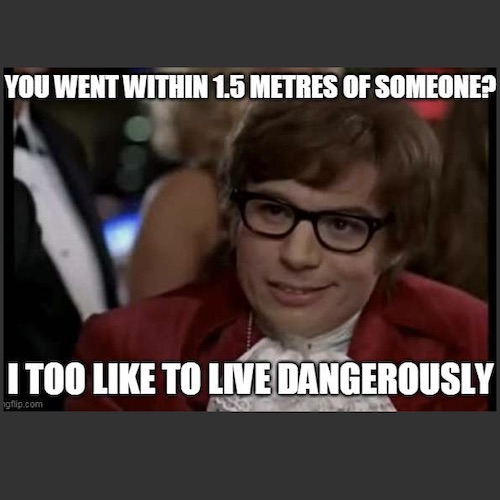 YOU WENT WITHIN 1.5 METRES OF SOMEONE?
I TOO LIKE TO LIVE DANGEROUSLY
imgflip.com